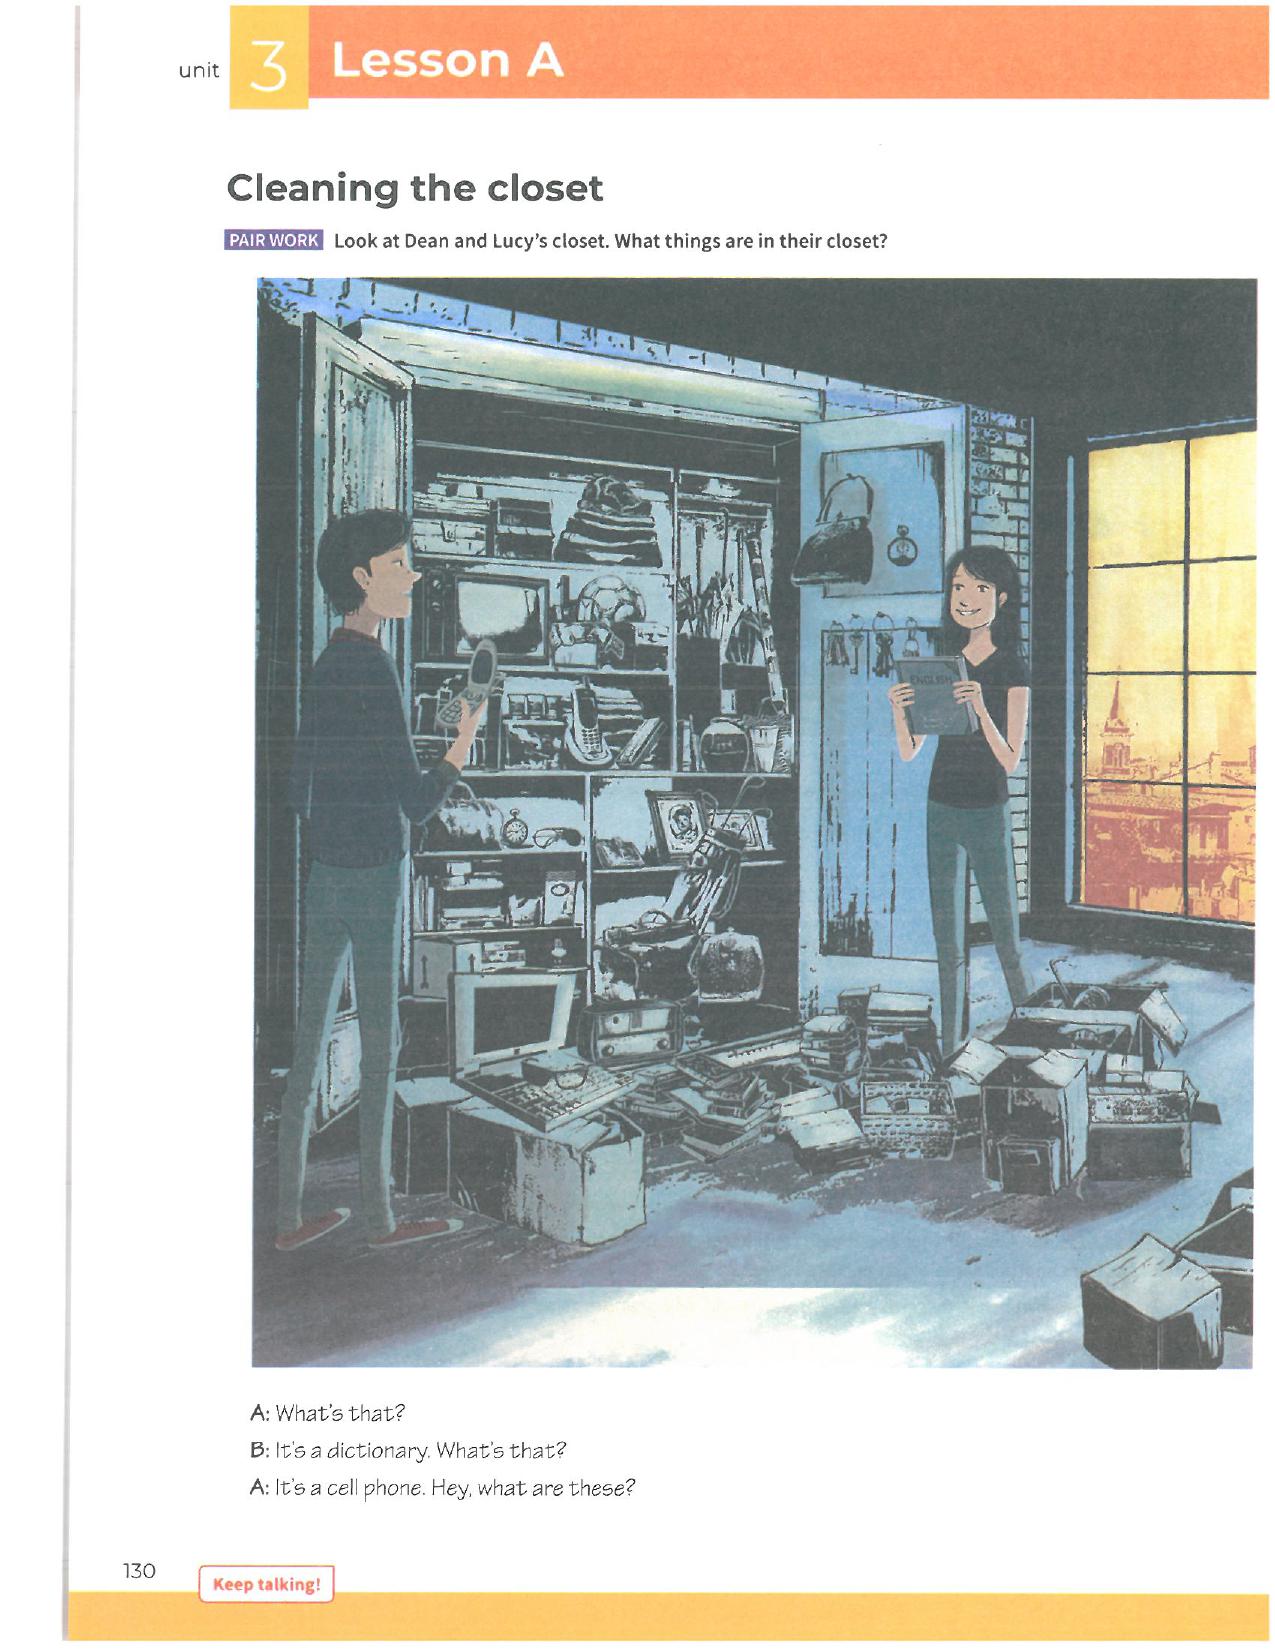 unit 3 Lesson A
Cleaning the closet
PAIR WORK Look at Dean and Lucy's closet. What things are in their closet?
ENGLISH
A: What's that?
B: It's a dictionary. What's that?
A: It's a cell phone. Hey, what are these?
130
Keep talking!